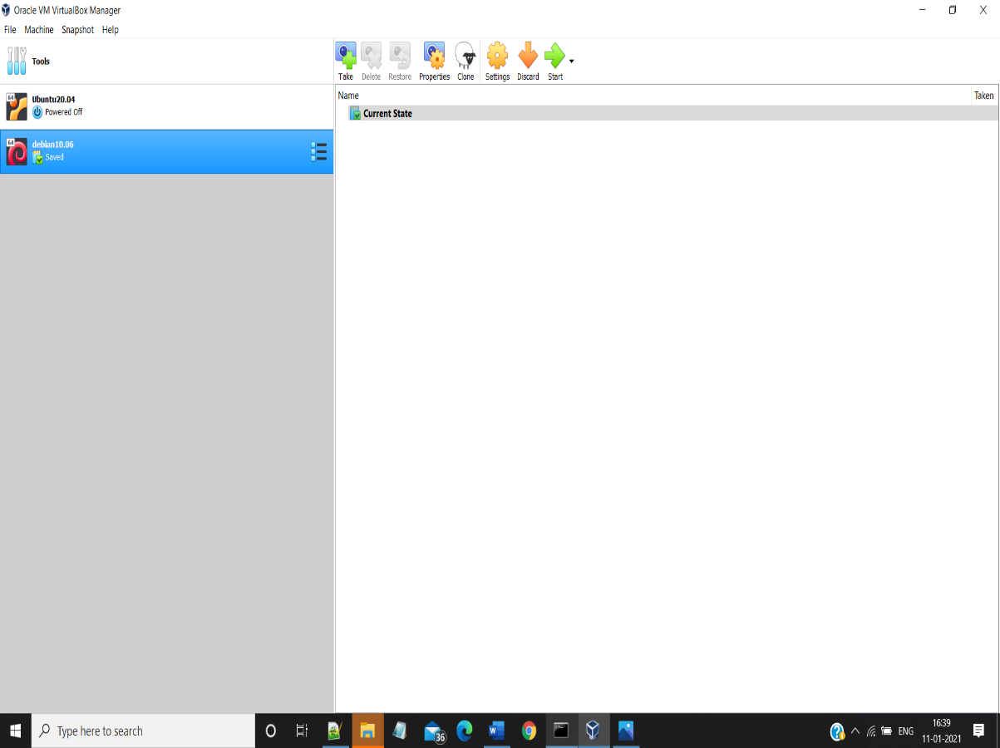 Oracle VM VirtualBox Manager
File Machine Snapshot Help
Tools
Take Delete Restore Properties Clone Settings Discard Start
64 Ubuntu20.04
Powered Off
64 debian10.06
Saved
Name Taken
Current State
Type here to search
36
ENG
16:39
11-01-2021